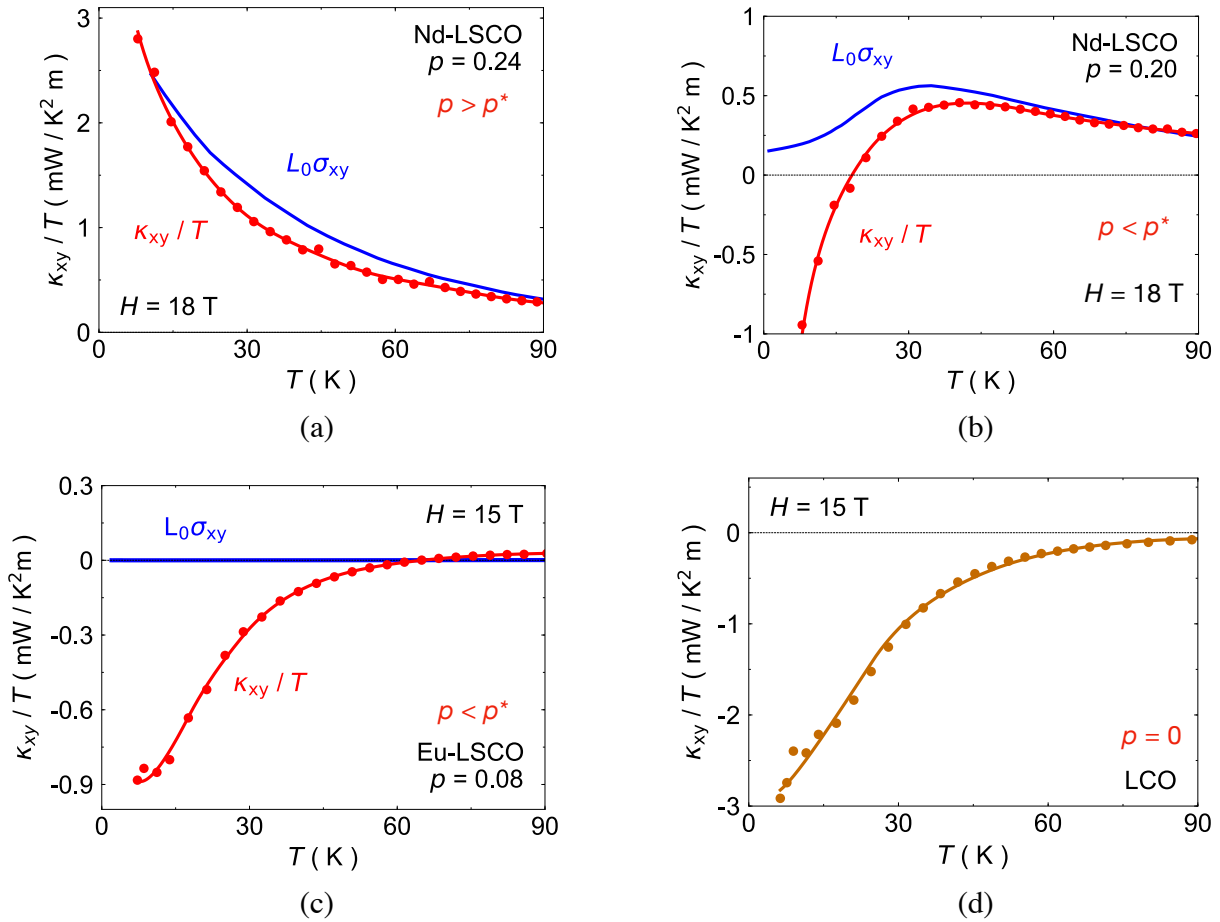 3
2
1
0
κxy / T ( mW / K² m )
Nd-LSCO
p = 0.24
p > p*
L₀σxy
κxy / T
H = 18 T
0 30 60 90
T ( K )
(a)
1
0.5
0
-0.5
-1
κxy / T ( mW / K² m )
L₀σxy
Nd-LSCO
p = 0.20
κxy / T
p < p*
H = 18 T
0 30 60 90
T ( K )
(b)
0.3
0
-0.3
-0.6
-0.9
κxy / T ( mW / K²m )
L₀σxy
H = 15 T
κxy / T
p < p*
Eu-LSCO
p = 0.08
0 30 60 90
T ( K )
(c)
0
-1
-2
-3
κxy / T ( mW / K² m )
H = 15 T
p = 0
LCO
0 30 60 90
T ( K )
(d)